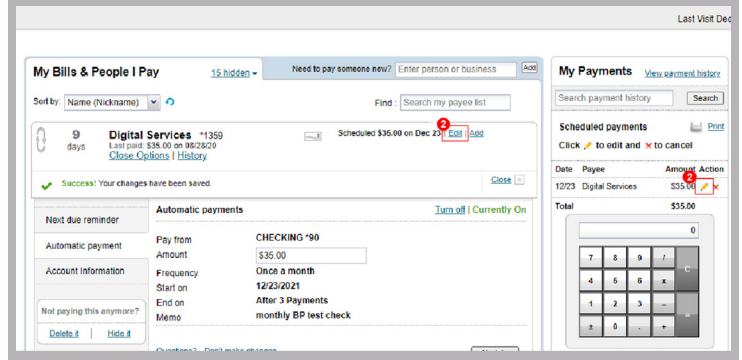 Last Visit Dec
My Bills & People I Pay
15 hidden
Need to pay someone new?
Enter person or business
Add
Sort by: Name (Nickname)
Find : Search my payee list
9
days
Digital Services *1359
Last paid:
$35.00 on 08/28/20
Close Options | History
Scheduled $35.00 on Dec 23 | Edit | Add
2
Success! Your changes have been saved.
Close
Next due reminder
Automatic payment
Account Information
Not paying this anymore?
Delete it | Hide it
Automatic payments
Turn off | Currently On
Pay from CHECKING *90
Amount $35.00
Frequency Once a month
Start on 12/23/2021
End on After 3 Payments
Memo monthly BP test check
Questions? Don't make changes
My Payments View payment history
Search payment history Search
Scheduled payments Print
Click to edit and x to cancel
Date Payee Amount Action
2
12/23 Digital Services $35.00 x
Total $35.00
0
7 8 9 / C
4 5 6 x
1 2 3 - =
± 0 . +